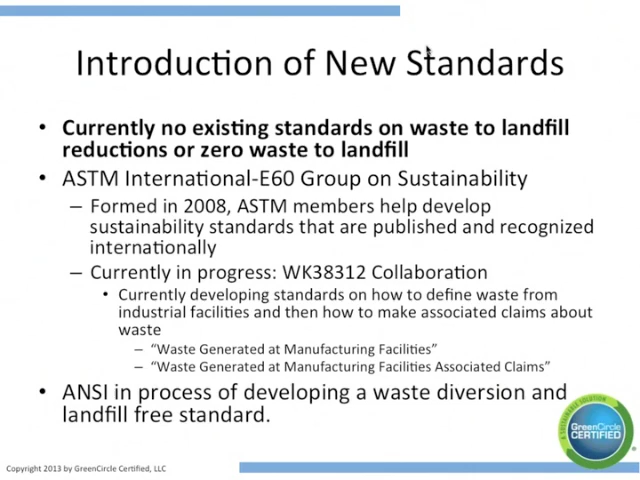 Introduction of New Standards
• Currently no existing standards on waste to landfill
reductions or zero waste to landfill
• ASTM International-E60 Group on Sustainability
– Formed in 2008, ASTM members help develop
sustainability standards that are published and recognized
internationally
– Currently in progress: WK38312 Collaboration
• Currently developing standards on how to define waste from
industrial facilities and then how to make associated claims about
waste
– “Waste Generated at Manufacturing Facilities”
– “Waste Generated at Manufacturing Facilities Associated Claims”
• ANSI in process of developing a waste diversion and
landfill free standard.
GreenCircle
CERTIFIED
Copyright 2013 by GreenCircle Certified, LLC